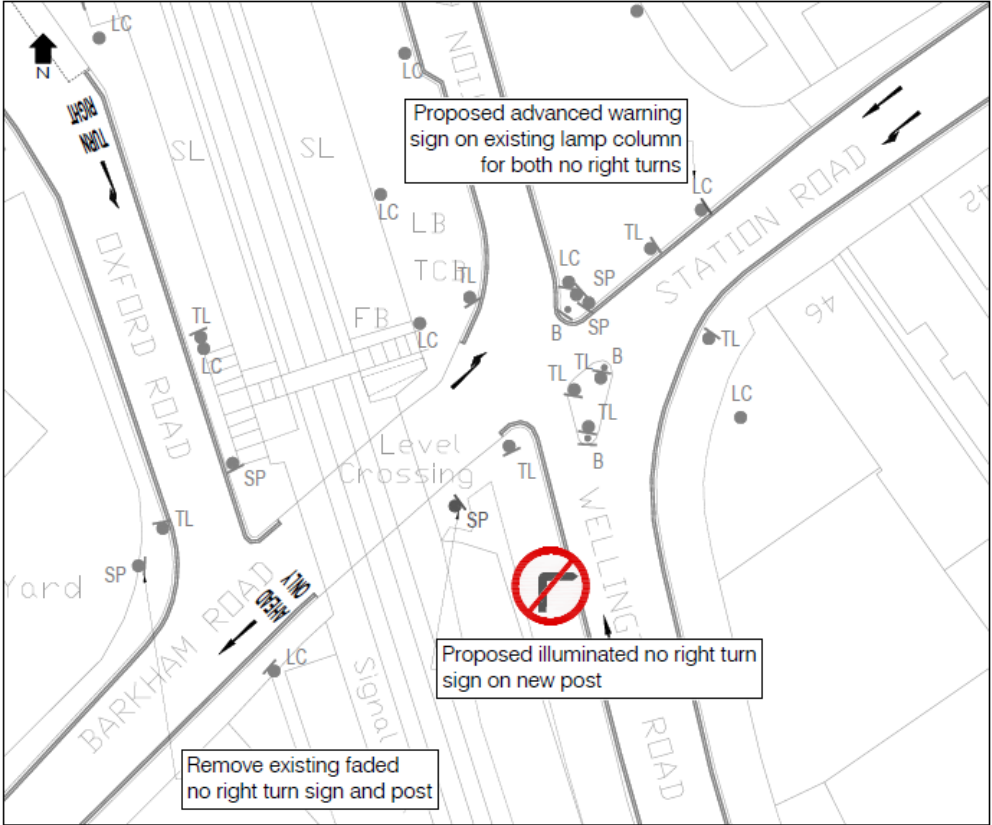 LC
N
LC
TION
TURN
RIGHT
Proposed advanced warning
sign on existing lamp column
for both no right turns
SL
SL
LC
LC
LB
TL
STATION ROAD
42
OXFORD ROAD
TCB
TL
LC
SP
SP
B
46
TL
LC
FB
LC
TL
TL
TL
B
LC
TL
B
Level
Crossing
TL
SP
SP
TL
SP
Yard
WELLINGTON ROAD
AHEAD
ONLY
BARKHAM ROAD
LC
Signal
Proposed illuminated no right turn
sign on new post
Remove existing faded
no right turn sign and post